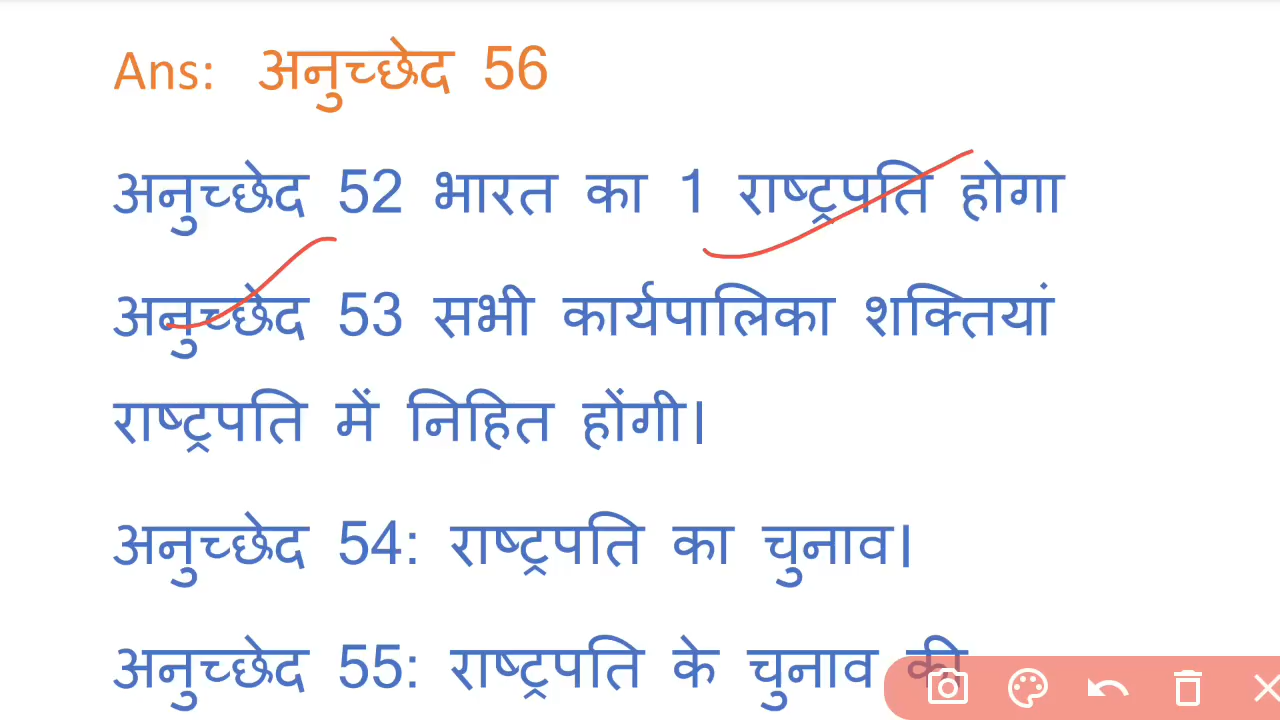 Ans: अनुच्छेद 56
अनुच्छेद 52 भारत का 1 राष्ट्रपति होगा
अनुच्छेद 53 सभी कार्यपालिका शक्तियां
राष्ट्रपति में निहित होंगी।
अनुच्छेद 54: राष्ट्रपति का चुनाव।
अनुच्छेद 55: राष्ट्रपति के चुनाव की